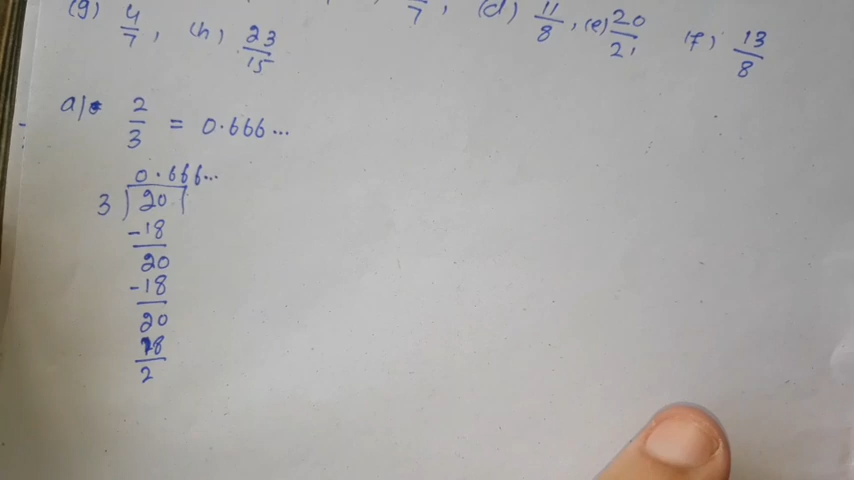 /7, (d) 11/8, (e) 20/21 (f) 13/8
(g) 4/7, (h) 23/15
a) 2/3 = 0.666...
0.666...
3 ) 20 (
-18
20
-18
20
18
2